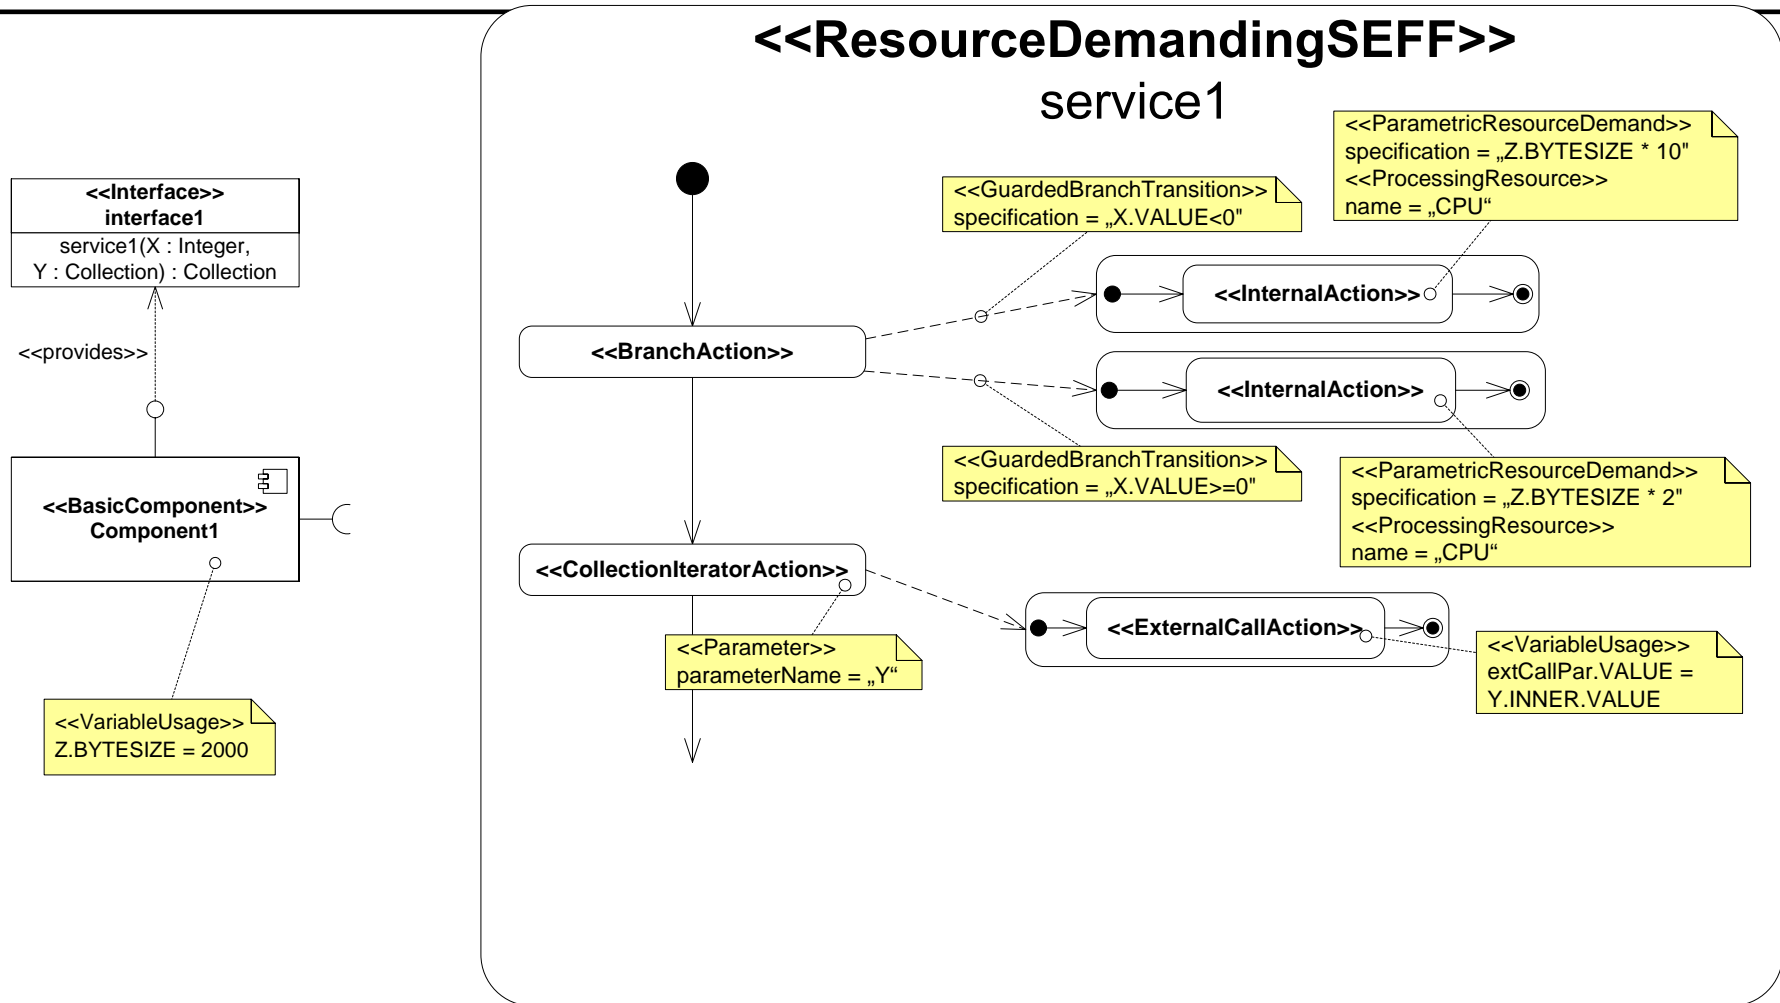 <<ResourceDemandingSEFF>>
service1
<<Interface>>
interface1
service1(X : Integer,
Y : Collection) : Collection
<<provides>>
<<BasicComponent>>
Component1
<<VariableUsage>>
Z.BYTESIZE = 2000
<<ParametricResourceDemand>>
specification = „Z.BYTESIZE * 10"
<<ProcessingResource>>
name = „CPU“
<<GuardedBranchTransition>>
specification = „X.VALUE<0"
<<InternalAction>>
<<BranchAction>>
<<InternalAction>>
<<GuardedBranchTransition>>
specification = „X.VALUE>=0"
<<ParametricResourceDemand>>
specification = „Z.BYTESIZE * 2"
<<ProcessingResource>>
name = „CPU“
<<CollectionIteratorAction>>
<<Parameter>>
parameterName = „Y“
<<ExternalCallAction>>
<<VariableUsage>>
extCallPar.VALUE =
Y.INNER.VALUE